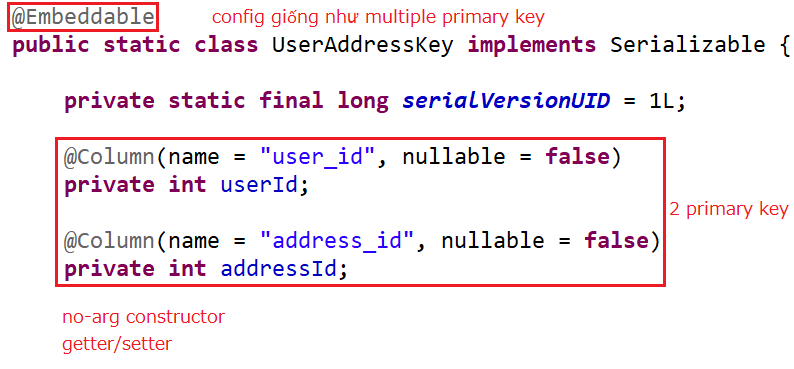 @Embeddable config giống như multiple primary key
public static class UserAddressKey implements Serializable {
private static final long serialVersionUID = 1L;
@Column(name = "user_id", nullable = false)
private int userId;
2 primary key
@Column(name = "address_id", nullable = false)
private int addressId;
no-arg constructor
getter/setter